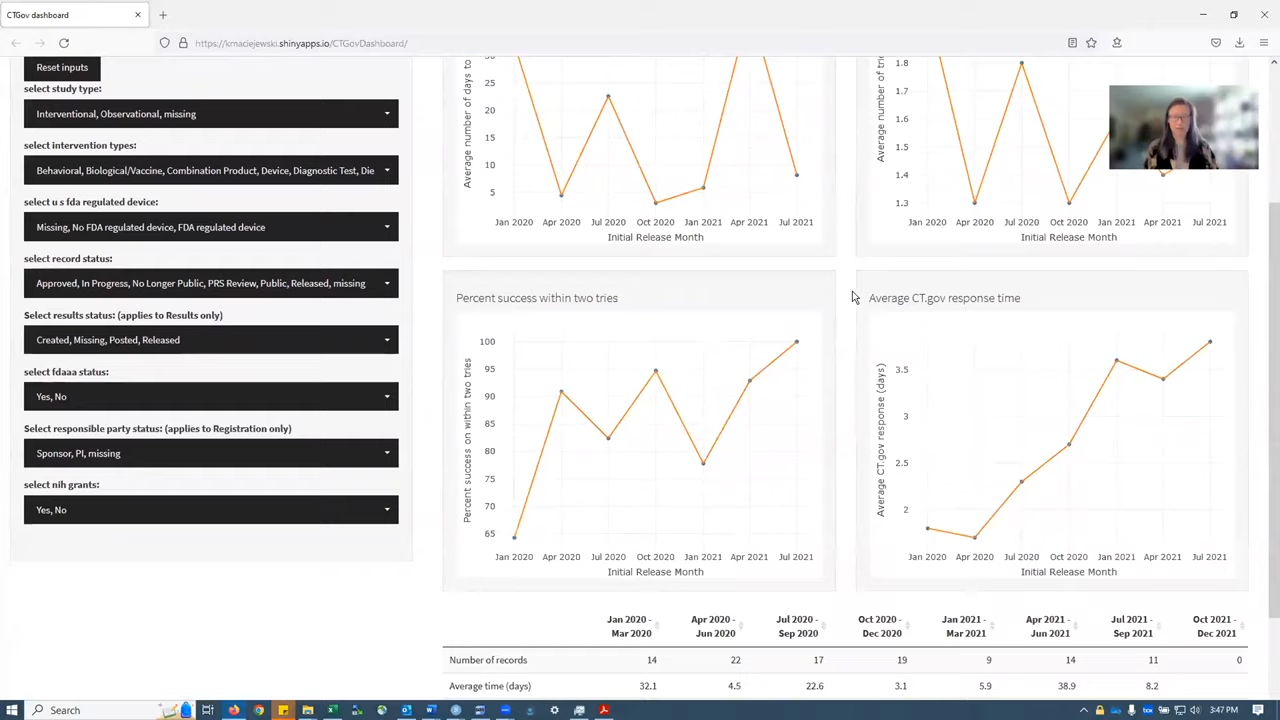 CTGov dashboard
https://kmaciejewski.shinyapps.io/CTGovDashboard/
Reset inputs
select study type:
Interventional, Observational, missing
select intervention types:
Behavioral, Biological/Vaccine, Combination Product, Device, Diagnostic Test, Die
select u s fda regulated device:
Missing, No FDA regulated device, FDA regulated device
select record status:
Approved, In Progress, No Longer Public, PRS Review, Public, Released, missing
Select results status: (applies to Results only)
Created, Missing, Posted, Released
select fdaaa status:
Yes, No
Select responsible party status: (applies to Registration only)
Sponsor, PI, missing
select nih grants:
Yes, No
Average number of days to
25
20
15
10
5
Jan 2020 Apr 2020 Jul 2020 Oct 2020 Jan 2021 Apr 2021 Jul 2021
Initial Release Month
Average number of trie
1.8
1.7
1.6
1.5
1.4
1.3
Jan 2020 Apr 2020 Jul 2020 Oct 2020 Jan 2021 Apr 2021 Jul 2021
Initial Release Month
Percent success within two tries
Percent success on within two tries
100
95
90
85
80
75
70
65
Jan 2020 Apr 2020 Jul 2020 Oct 2020 Jan 2021 Apr 2021 Jul 2021
Initial Release Month
Average CT.gov response time
Average CT.gov response (days)
3.5
3
2.5
2
Jan 2020 Apr 2020 Jul 2020 Oct 2020 Jan 2021 Apr 2021 Jul 2021
Initial Release Month
Jan 2020 - Apr 2020 - Jul 2020 - Oct 2020 - Jan 2021 - Apr 2021 - Jul 2021 - Oct 2021 -
Mar 2020 Jun 2020 Sep 2020 Dec 2020 Mar 2021 Jun 2021 Sep 2021 Dec 2021
Number of records 14 22 17 19 9 14 11 0
Average time (days) 32.1 4.5 22.6 3.1 5.9 38.9 8.2
Search
3:47 PM